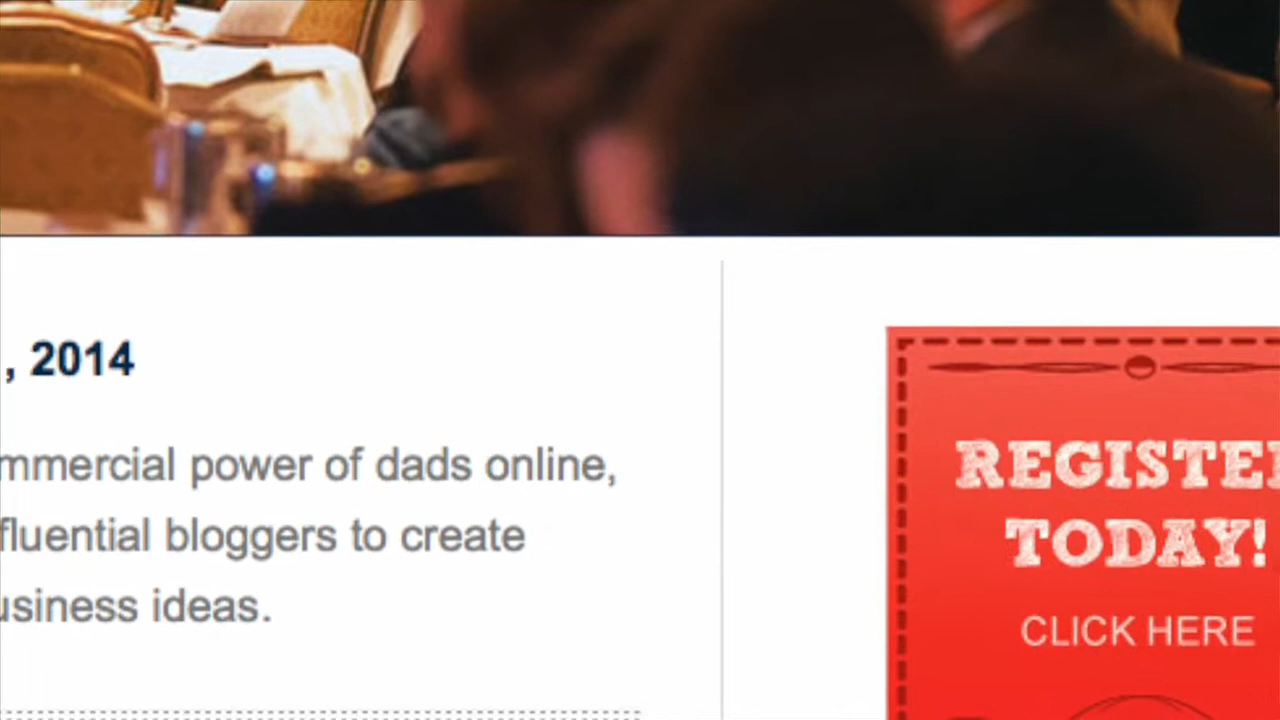 , 2014
mmercial power of dads online,
fluential bloggers to create
usiness ideas.
REGISTE
TODAY!
CLICK HERE